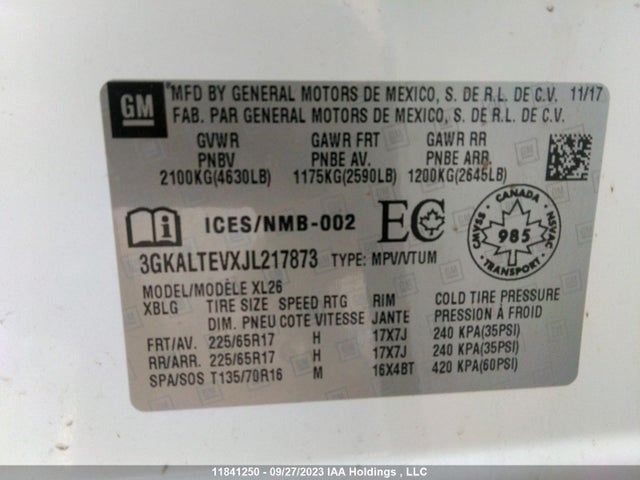 GM
*MFD BY GENERAL MOTORS DE MEXICO, S. DE R.L. DE C.V. 11/17
FAB. PAR GENERAL MOTORS DE MEXICO, S. DE R.L. DE C.V.
GVWR GAWR FRT GAWR RR
PNBV PNBE AV. PNBE ARR.
2100KG(4630LB) 1175KG(2590LB) 1200KG(2645LB)
ICES/NMB-002 EC
CANADA
CMVSS 985 NSVAC
3GKALTEVXJL217873 TYPE: MPV/VTUM
MODEL/MODÈLE XL26
XBLG TIRE SIZE SPEED RTG RIM COLD TIRE PRESSURE
DIM. PNEU COTE VITESSE JANTE PRESSION À FROID
FRT/AV. 225/65R17 H 17X7J 240 KPA(35PSI)
RR/ARR. 225/65R17 H 17X7J 240 KPA(35PSI)
SPA/SOS T135/70R16 M 16X4BT 420 KPA(60PSI)
11841250 - 09/27/2023 IAA Holdings , LLC